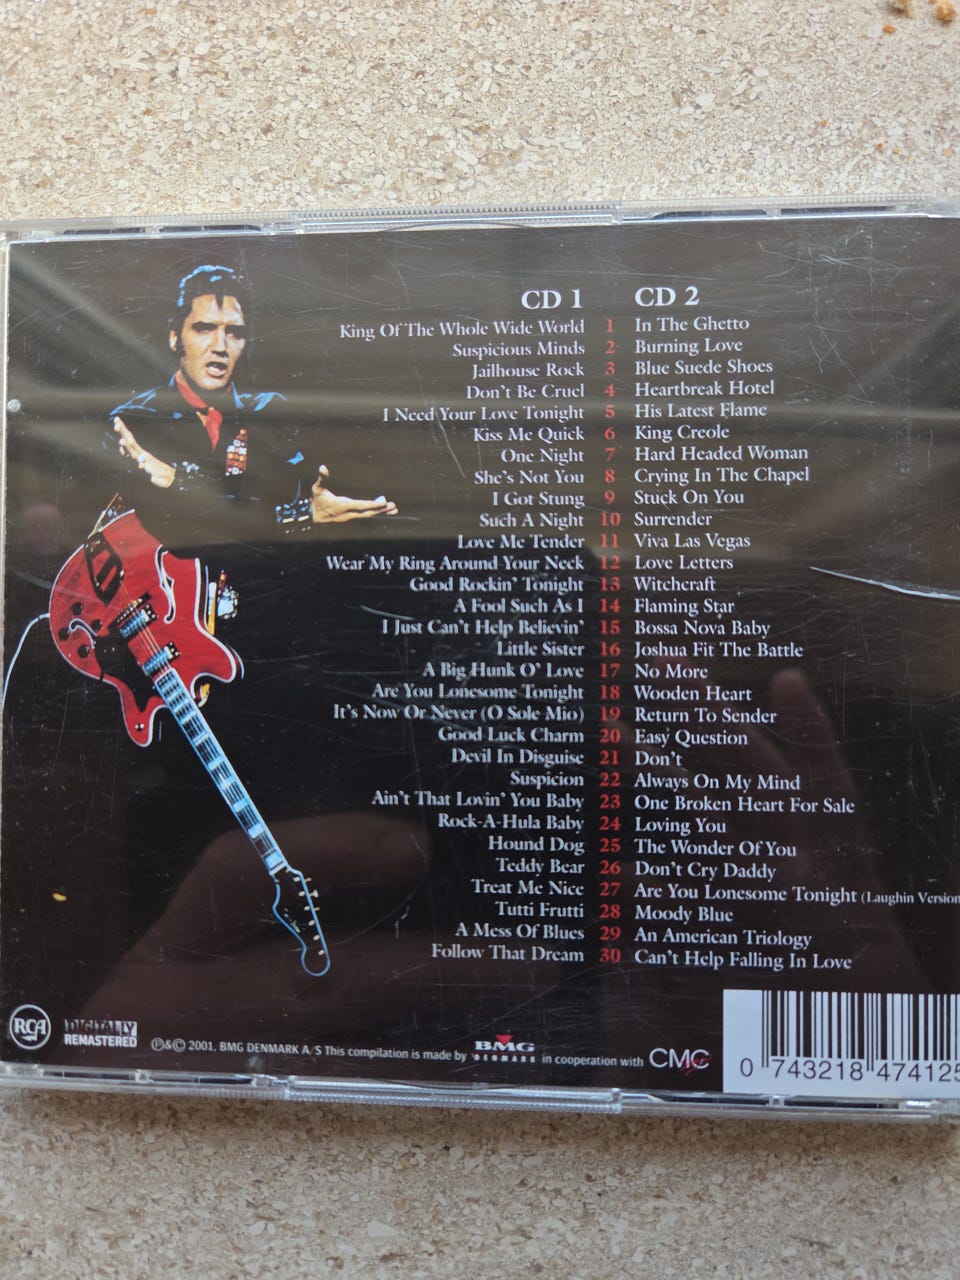 CD 1 CD 2
King Of The Whole Wide World 1 In The Ghetto
Suspicious Minds 2 Burning Love
Jailhouse Rock 3 Blue Suede Shoes
Don't Be Cruel 4 Heartbreak Hotel
I Need Your Love Tonight 5 His Latest Flame
Kiss Me Quick 6 King Creole
One Night 7 Hard Headed Woman
She's Not You 8 Crying In The Chapel
I Got Stung 9 Stuck On You
Such A Night 10 Surrender
Love Me Tender 11 Viva Las Vegas
Wear My Ring Around Your Neck 12 Love Letters
Good Rockin' Tonight 13 Witchcraft
A Fool Such As I 14 Flaming Star
I Just Can't Help Believin' 15 Bossa Nova Baby
Little Sister 16 Joshua Fit The Battle
A Big Hunk O' Love 17 No More
Are You Lonesome Tonight 18 Wooden Heart
It's Now Or Never (O Sole Mio) 19 Return To Sender
Good Luck Charm 20 Easy Question
Devil In Disguise 21 Don't
Suspicion 22 Always On My Mind
Ain't That Lovin' You Baby 23 One Broken Heart For Sale
Rock-A-Hula Baby 24 Loving You
Hound Dog 25 The Wonder Of You
Teddy Bear 26 Don't Cry Daddy
Treat Me Nice 27 Are You Lonesome Tonight (Laughin Version
Tutti Frutti 28 Moody Blue
A Mess Of Blues 29 An American Triology
Follow That Dream 30 Can't Help Falling In Love
RCA DIGITALLY REMASTERED
℗&© 2001, BMG DENMARK A/S This compilation is made by BMG DENMARK in cooperation with CMC
0 743218 474125